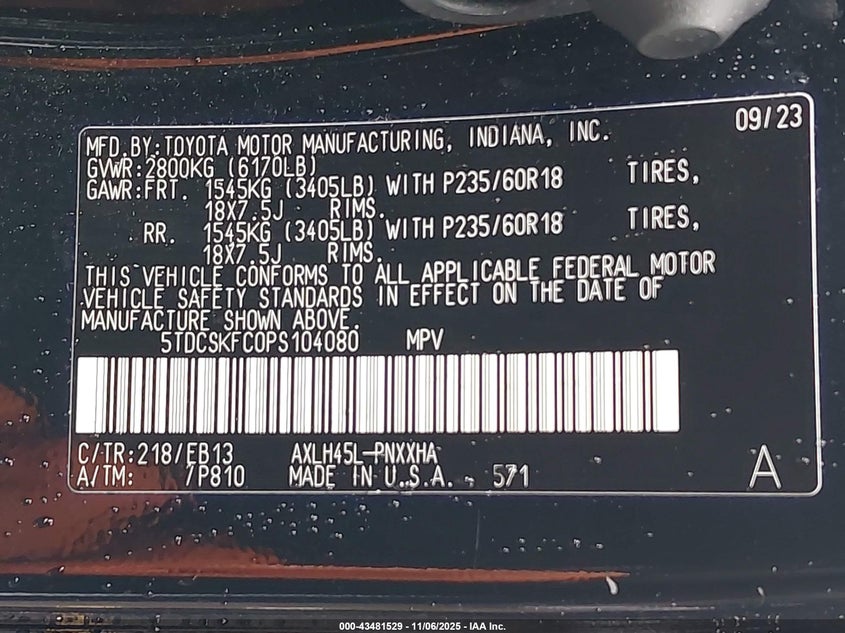 09/23
MFD.BY:TOYOTA MOTOR MANUFACTURING, INDIANA, INC.
GVWR:2800KG (6170LB)
GAWR:FRT. 1545KG (3405LB) WITH P235/60R18 TIRES,
18X7.5J RIMS.
RR. 1545KG (3405LB) WITH P235/60R18 TIRES,
18X7.5J RIMS.
THIS VEHICLE CONFORMS TO ALL APPLICABLE FEDERAL MOTOR
VEHICLE SAFETY STANDARDS IN EFFECT ON THE DATE OF
MANUFACTURE SHOWN ABOVE.
5TDCSKFC0PS104080 MPV
C/TR:218/EB13 AXLH45L-PNXXHA
A/TM: /P810 MADE IN U.S.A. 571
A
000-43481529 - 11/06/2025 - IAA Inc.